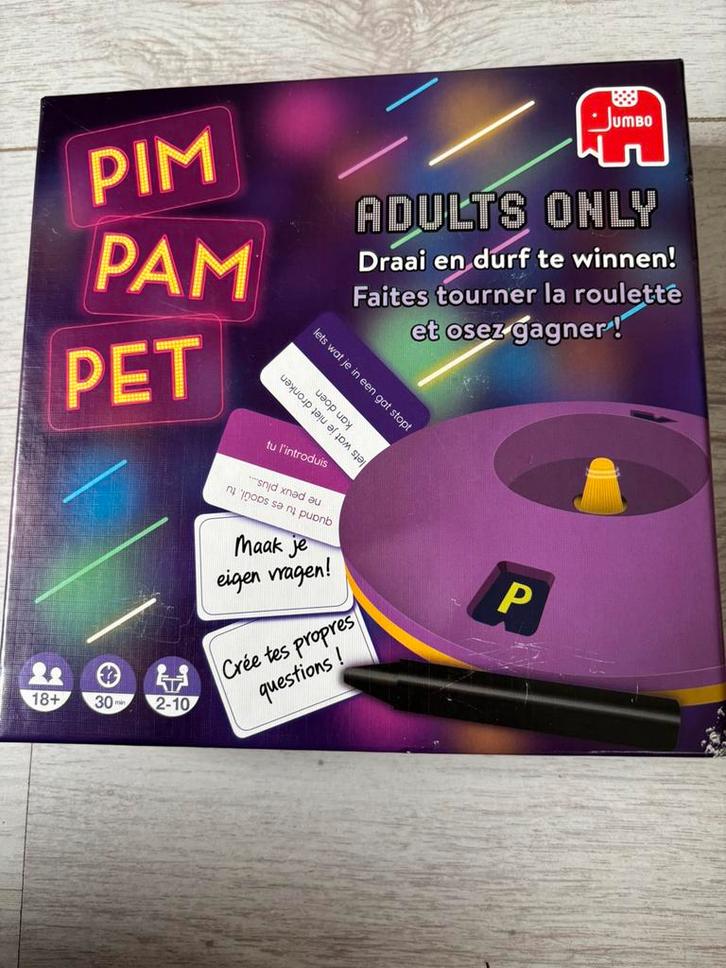 PIM
PAM
PET
JUMBO
ADULTS ONLY
Draai en durf te winnen!
Faites tourner la roulette
et osez gagner !
Iets wat je in een gat stopt
Iets wat je niet dronken
kan doen
tu l'introduis
quand tu es saoûl, tu
ne peux plus...
Maak je
eigen vragen!
Crée tes propres
questions !
P
18+
30 min
2-10